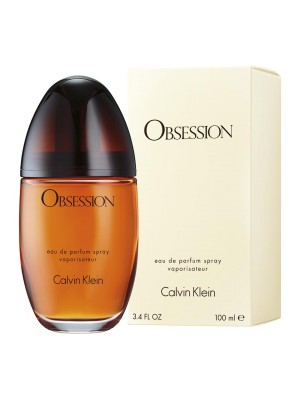 OBSESSION
eau de parfum spray
vaporisateur
Calvin Klein
OBSESSION
eau de parfum spray
vaporisateur
Calvin Klein
3.4 FL OZ 100 ml ℮